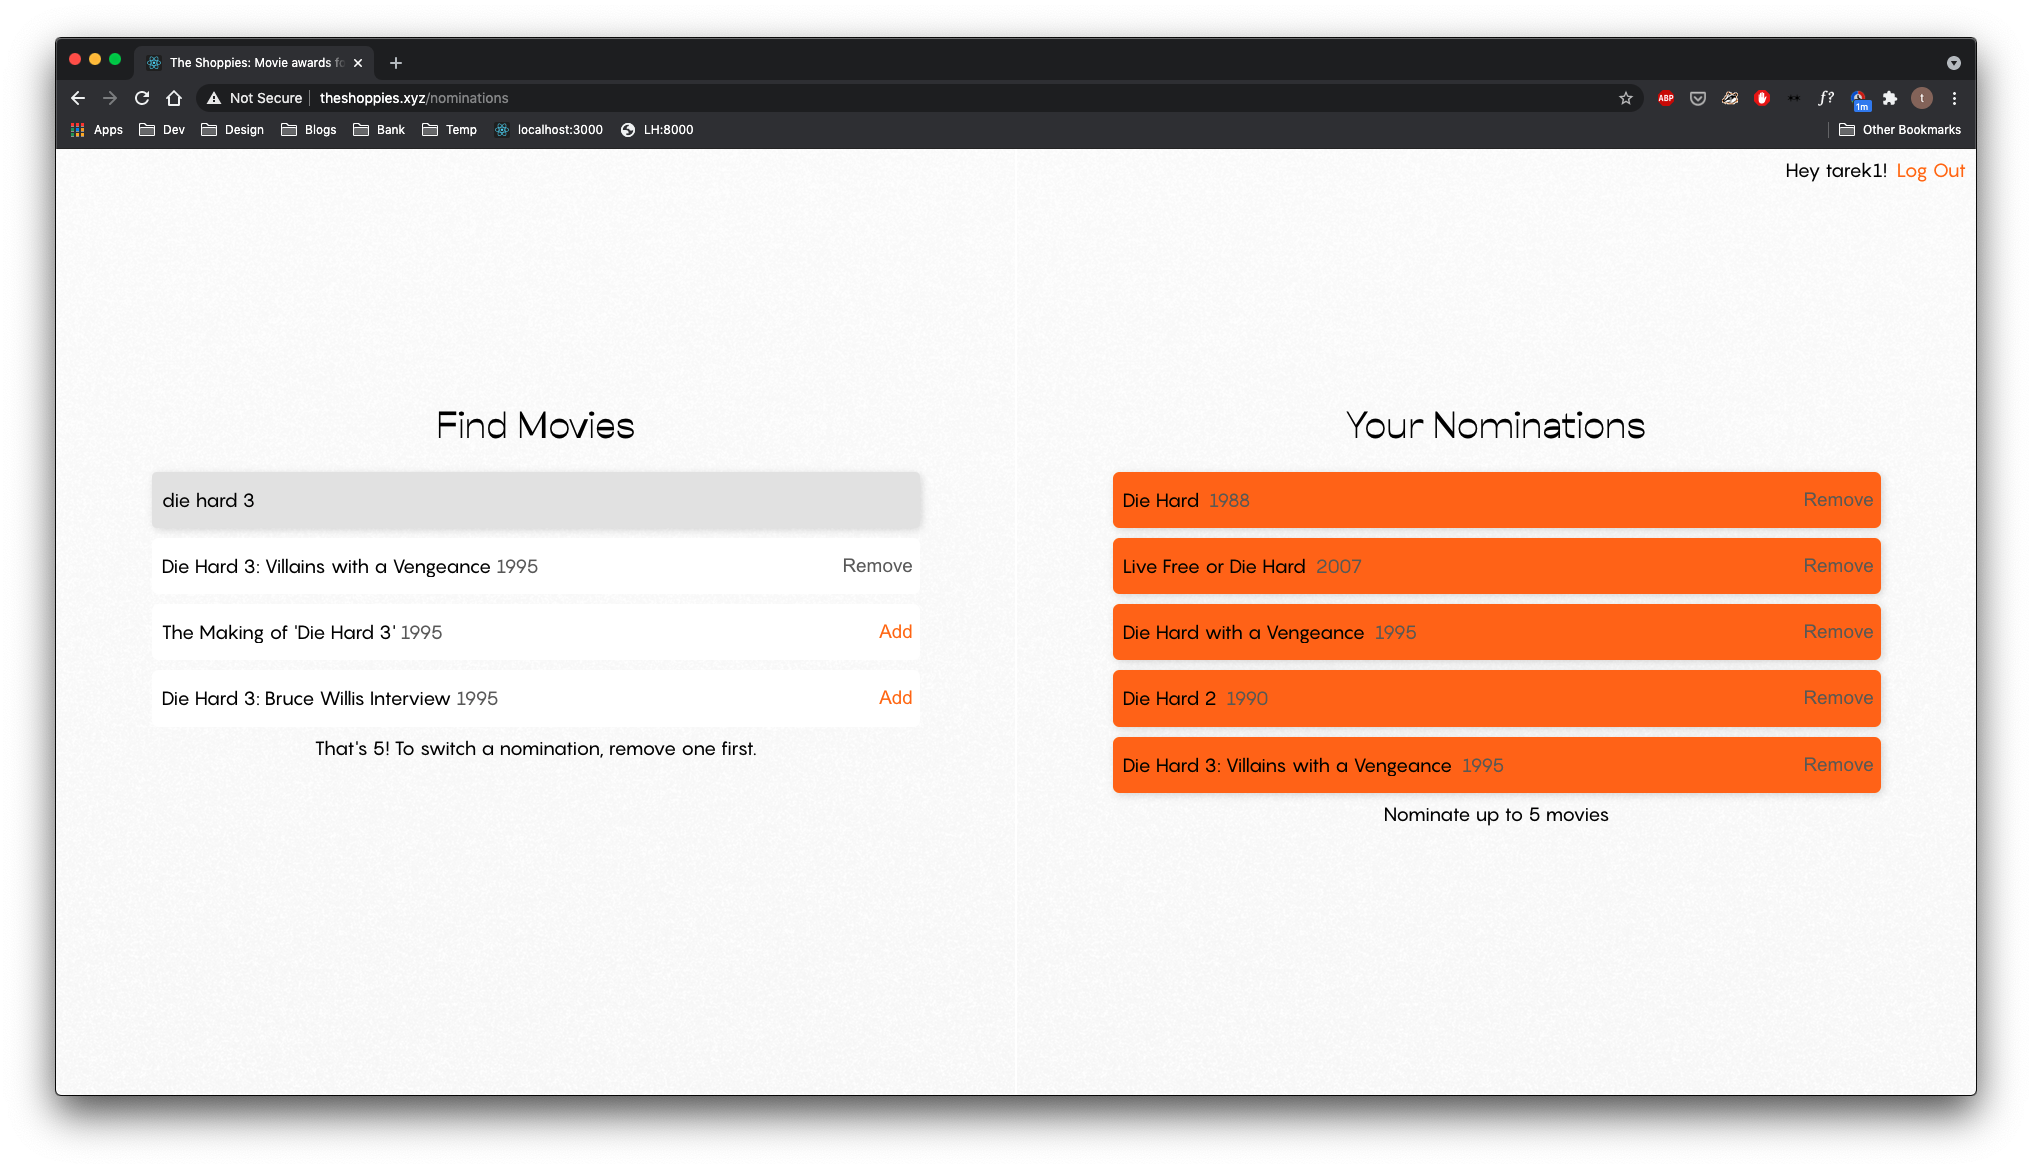 The Shoppies: Movie awards fo
Not Secure theshoppies.xyz/nominations
ABP f? 1m t
Apps Dev Design Blogs Bank Temp localhost:3000 LH:8000 Other Bookmarks
Hey tarek1! Log Out
Find Movies
die hard 3
Die Hard 3: Villains with a Vengeance 1995 Remove
The Making of 'Die Hard 3' 1995 Add
Die Hard 3: Bruce Willis Interview 1995 Add
That's 5! To switch a nomination, remove one first.
Your Nominations
Die Hard 1988 Remove
Live Free or Die Hard 2007 Remove
Die Hard with a Vengeance 1995 Remove
Die Hard 2 1990 Remove
Die Hard 3: Villains with a Vengeance 1995 Remove
Nominate up to 5 movies